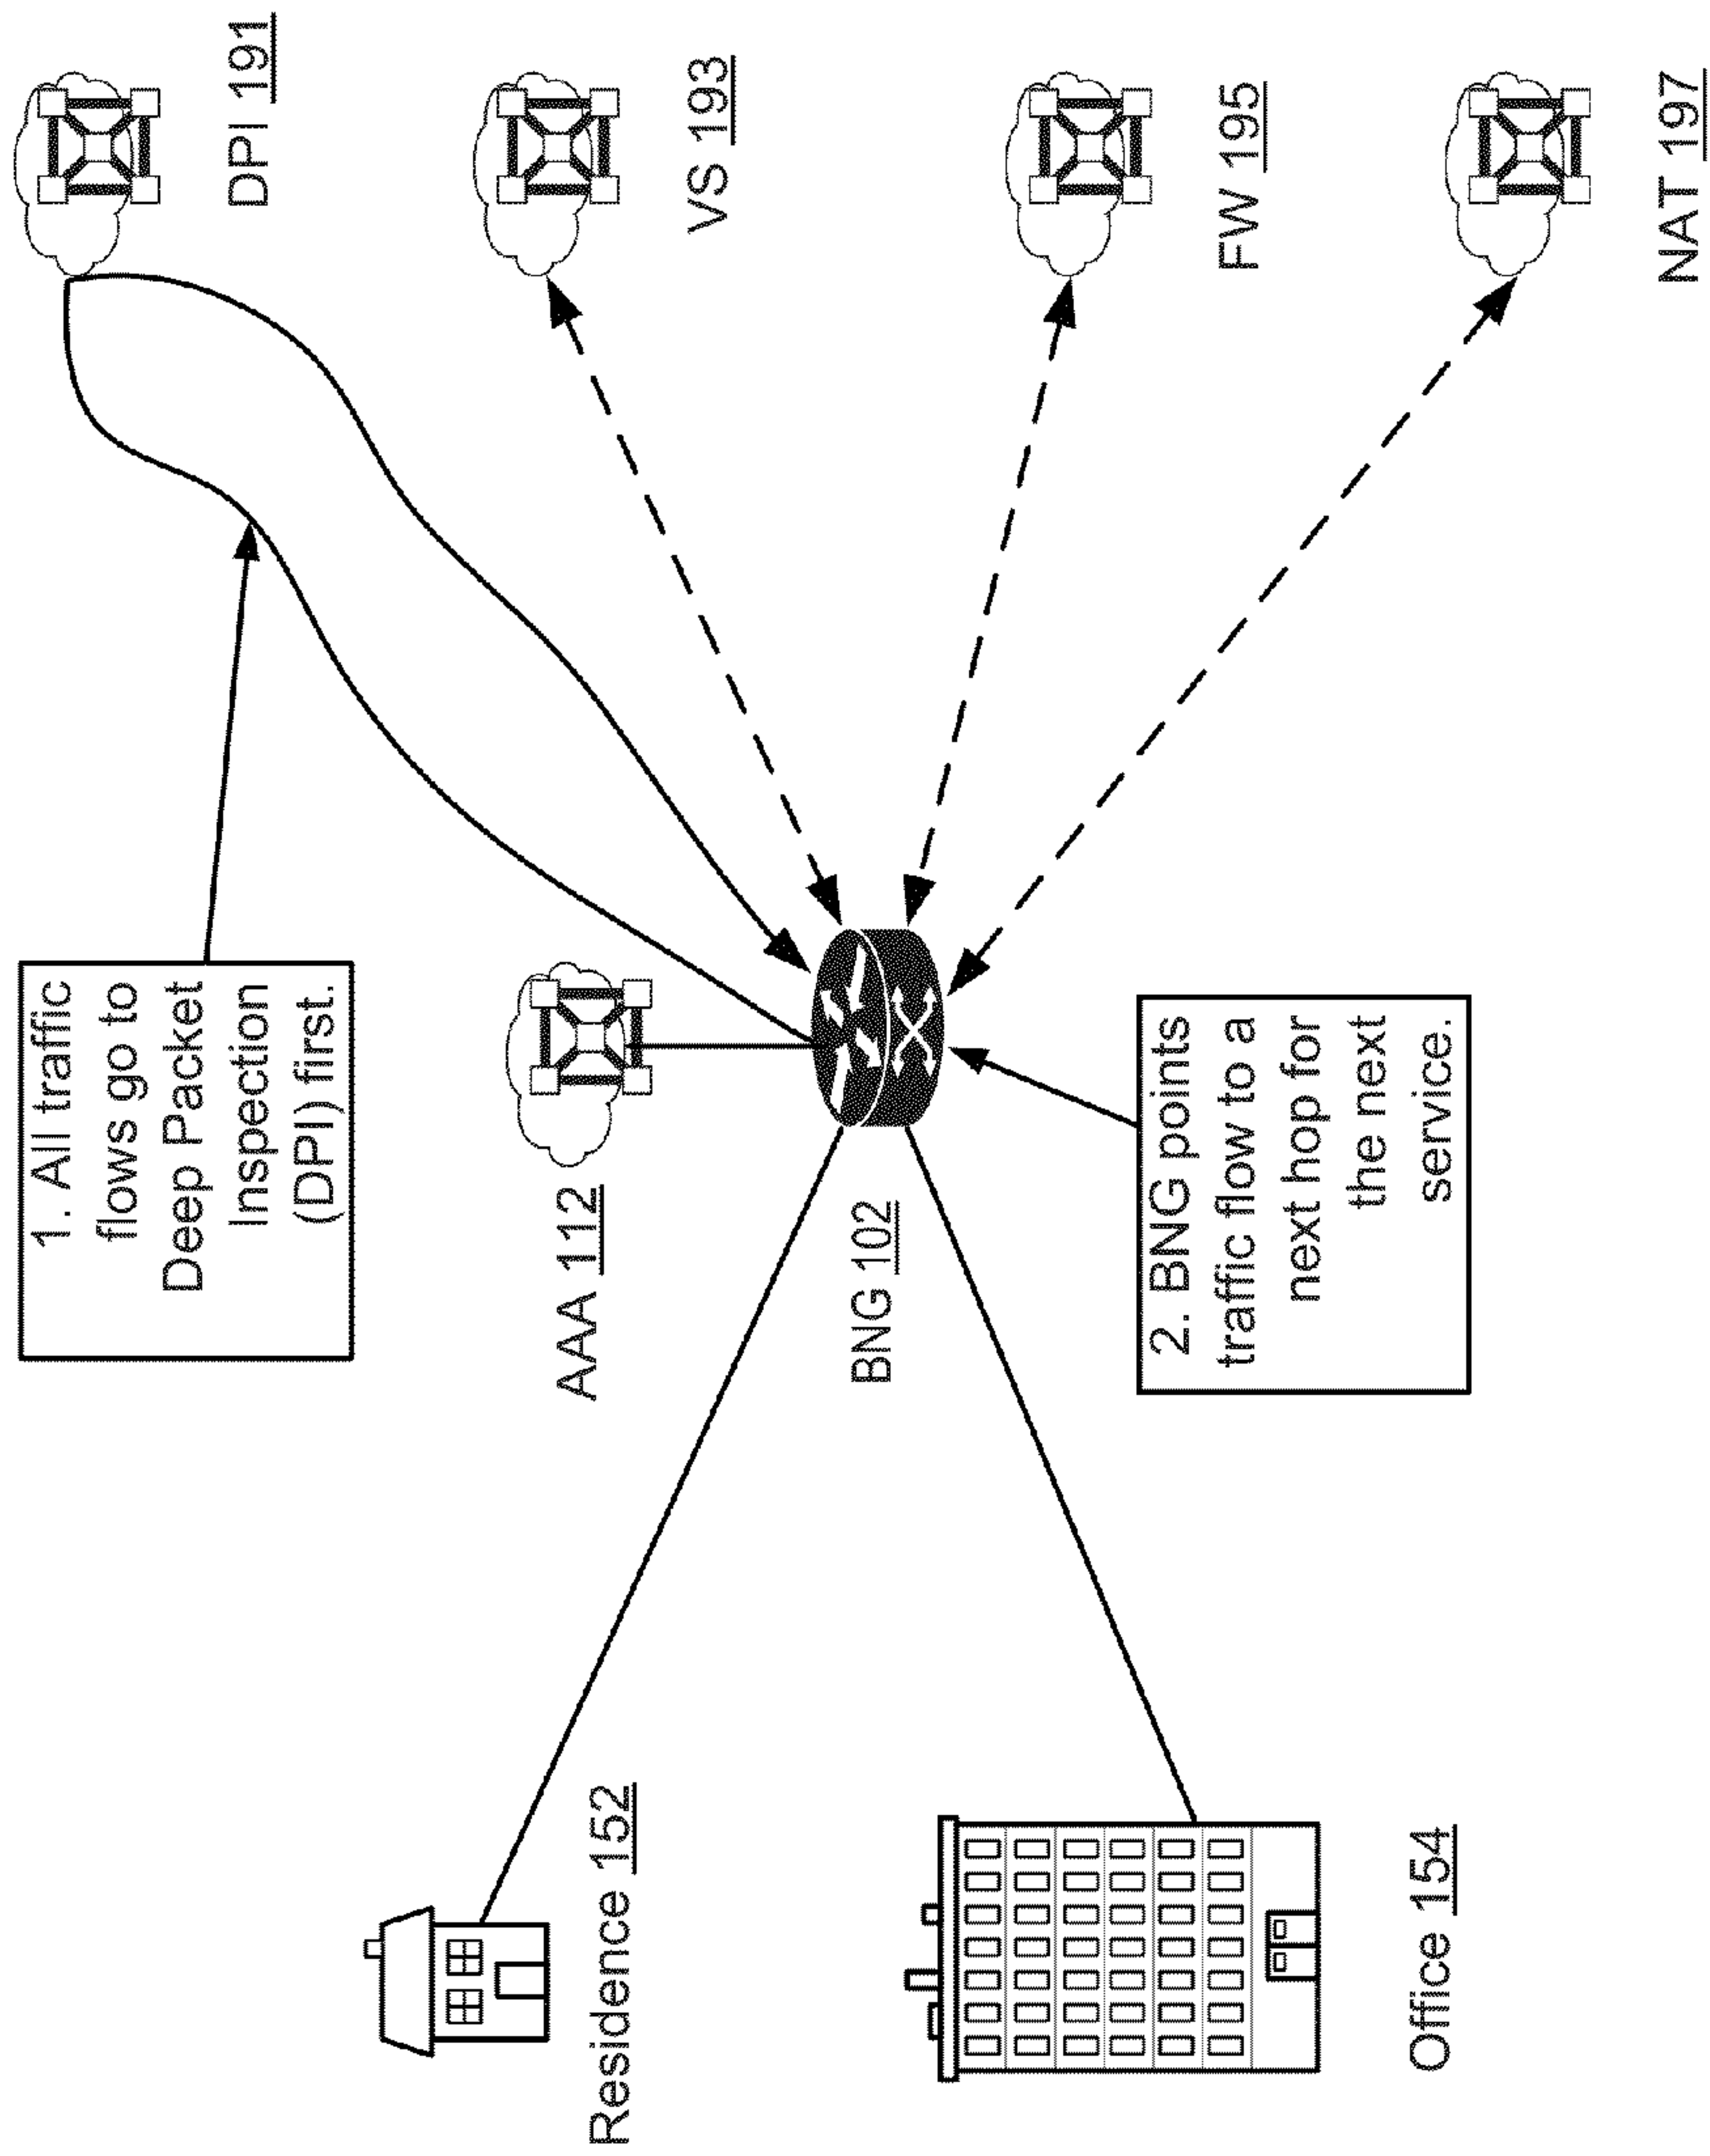 1. All traffic
flows go to
Deep Packet
Inspection
(DPI) first.
DPI 191
AAA 112
VS 193
Residence 152
BNG 102
FW 195
2. BNG points
traffic flow to a
next hop for
the next
service.
Office 154
NAT 197